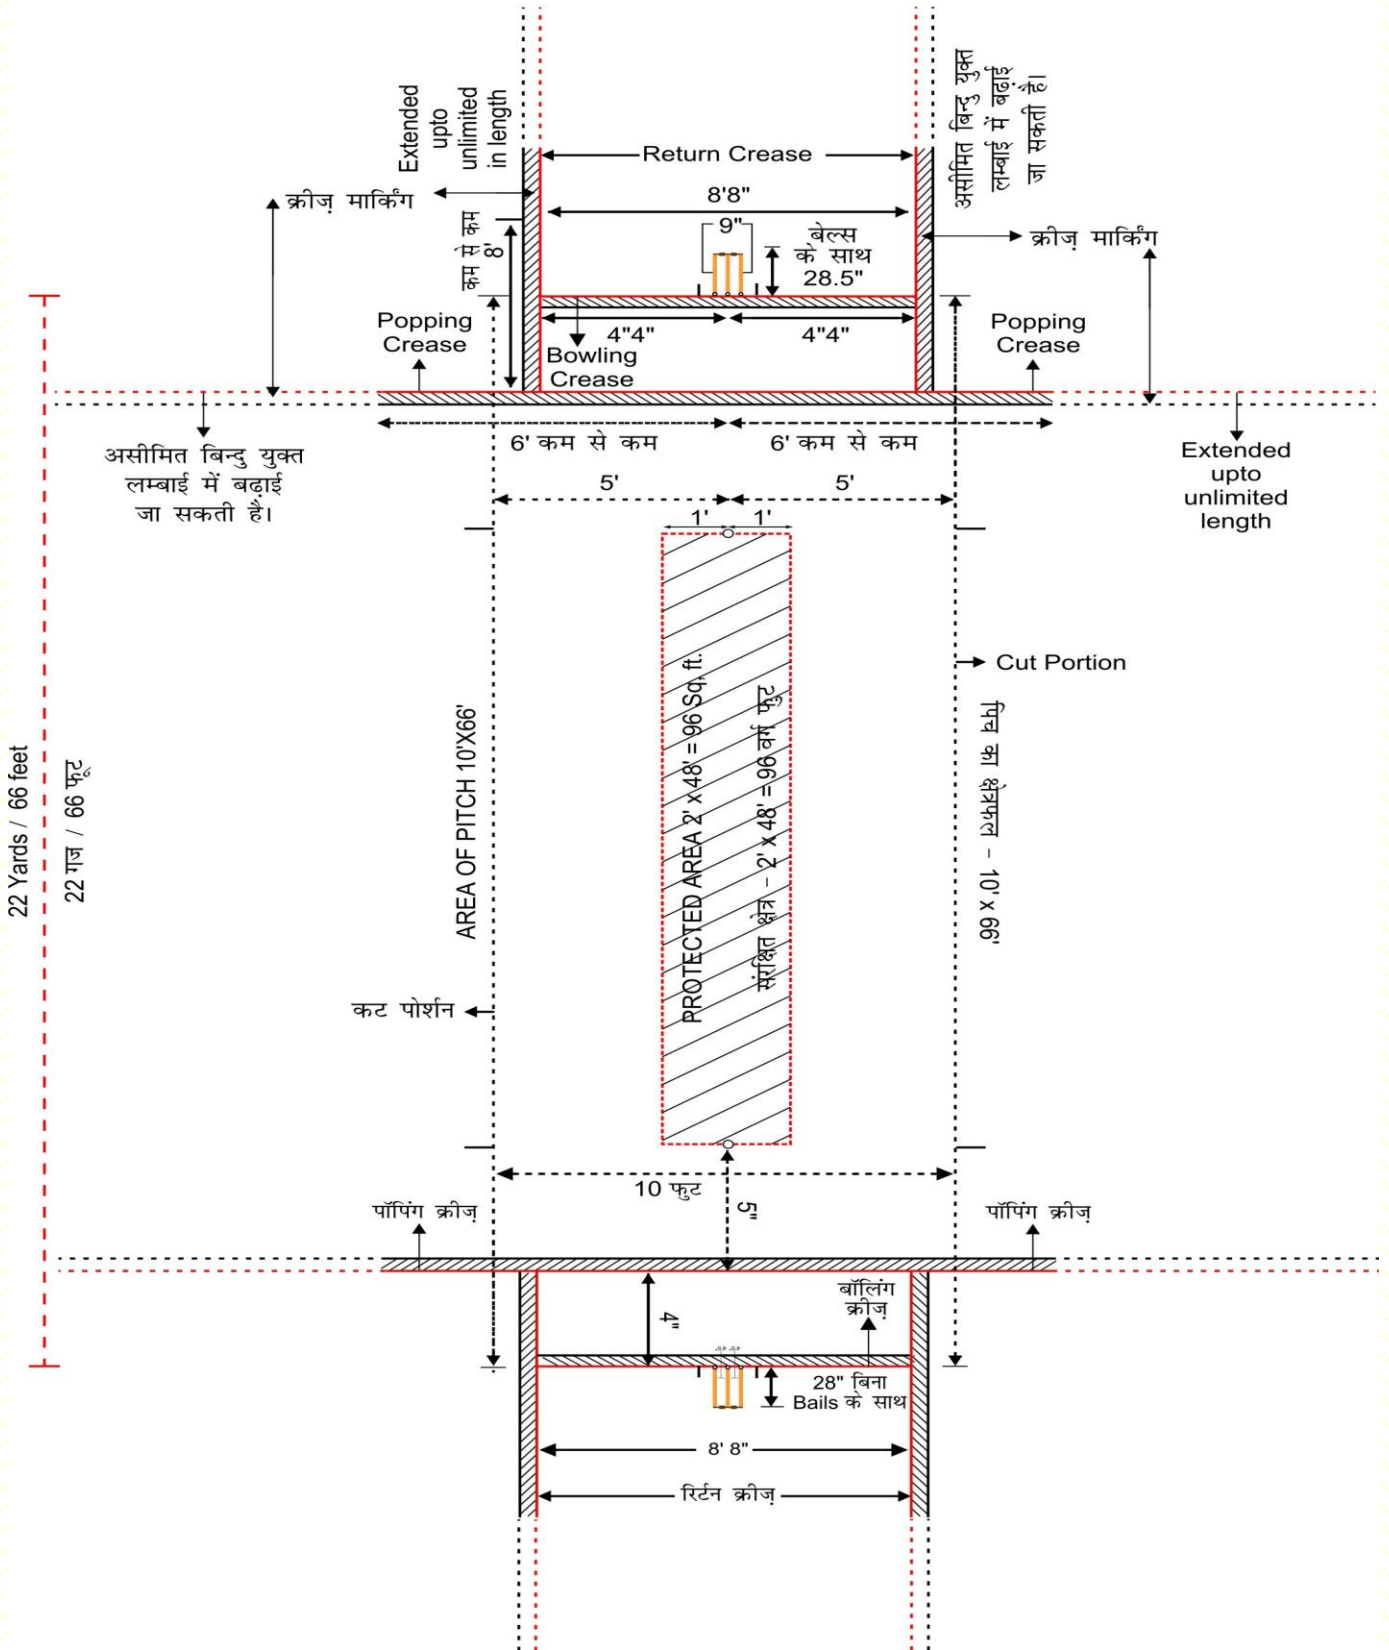 Extended
upto
unlimited
in length
असीमित बिन्दु युक्त
लम्बाई में बढ़ाई
जा सकती है।
Return Crease
8'8"
क्रीज़ मार्किंग
9"
बेल्स
के साथ
28.5"
क्रीज़ मार्किंग
कम से कम
8'
Popping
Crease
4"4"
4"4"
Popping
Crease
Bowling
Crease
6' कम से कम
6' कम से कम
असीमित बिन्दु युक्त
लम्बाई में बढ़ाई
जा सकती है।
Extended
upto
unlimited
length
5'
5'
1'
1'
Cut Portion
22 Yards / 66 feet
22 गज / 66 फूट
AREA OF PITCH 10'X66'
PROTECTED AREA 2' x 48' = 96 Sq. ft.
संरक्षित क्षेत्र – 2' x 48' = 96 वर्ग फुट
पिच का क्षेत्रफल – 10' x 66'
कट पोर्शन
10 फुट
5"
पॉपिंग क्रीज़
पॉपिंग क्रीज़
4"
बॉलिंग
क्रीज़
28" बिना
Bails के साथ
8' 8"
रिर्टन क्रीज़